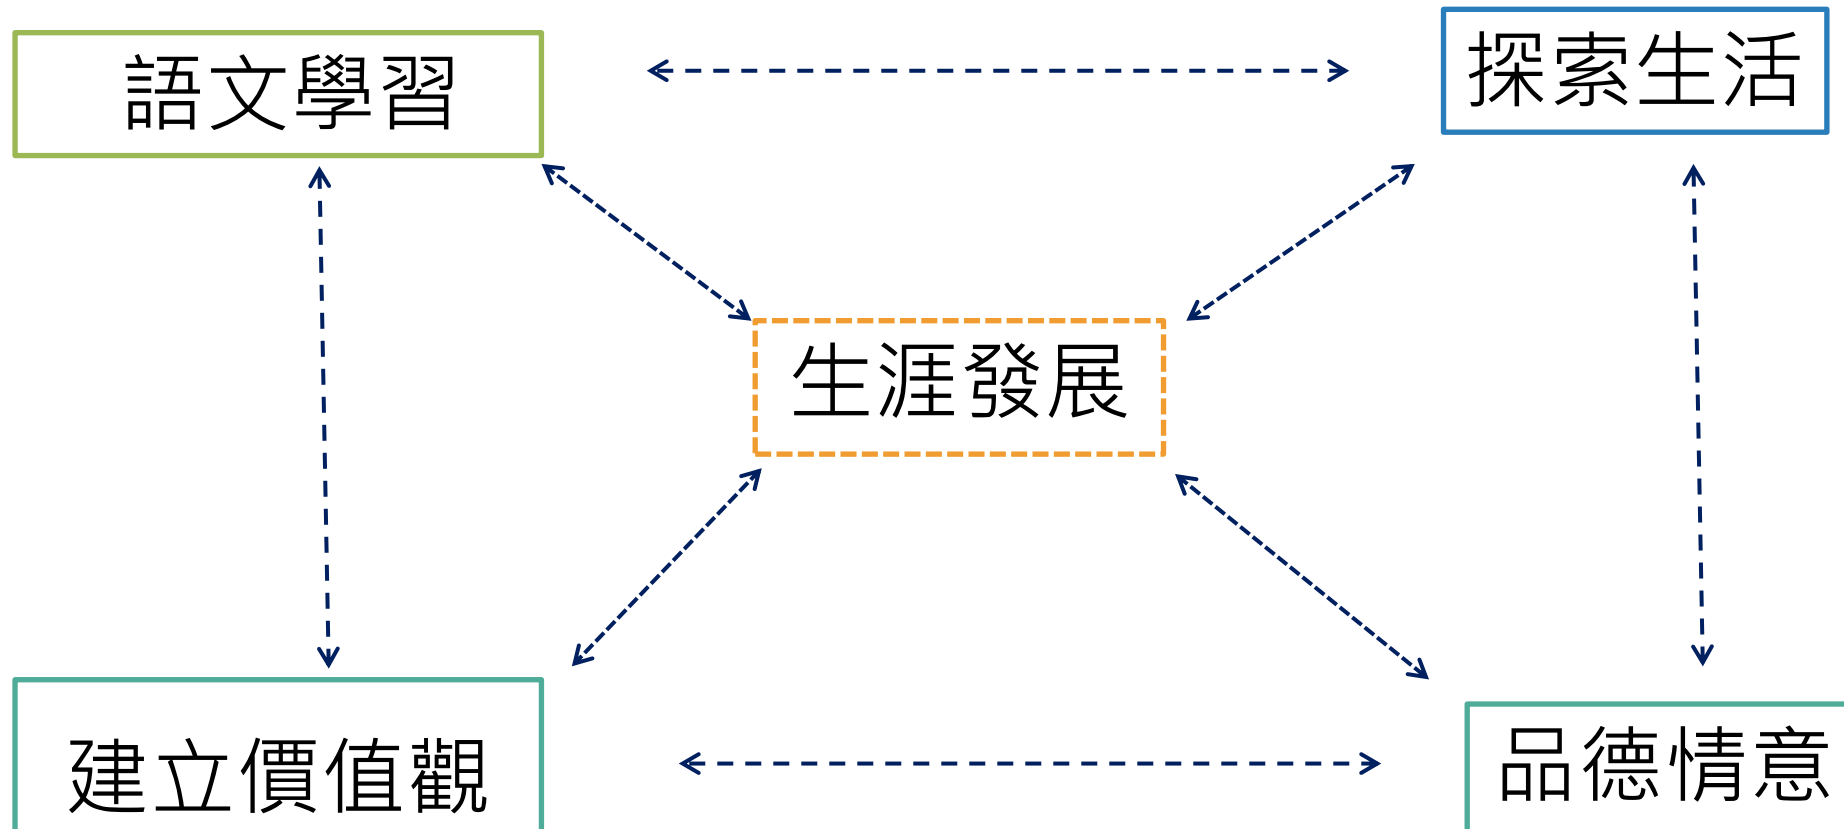 語文學習
探索生活
生涯發展
建立價值觀
品德情意